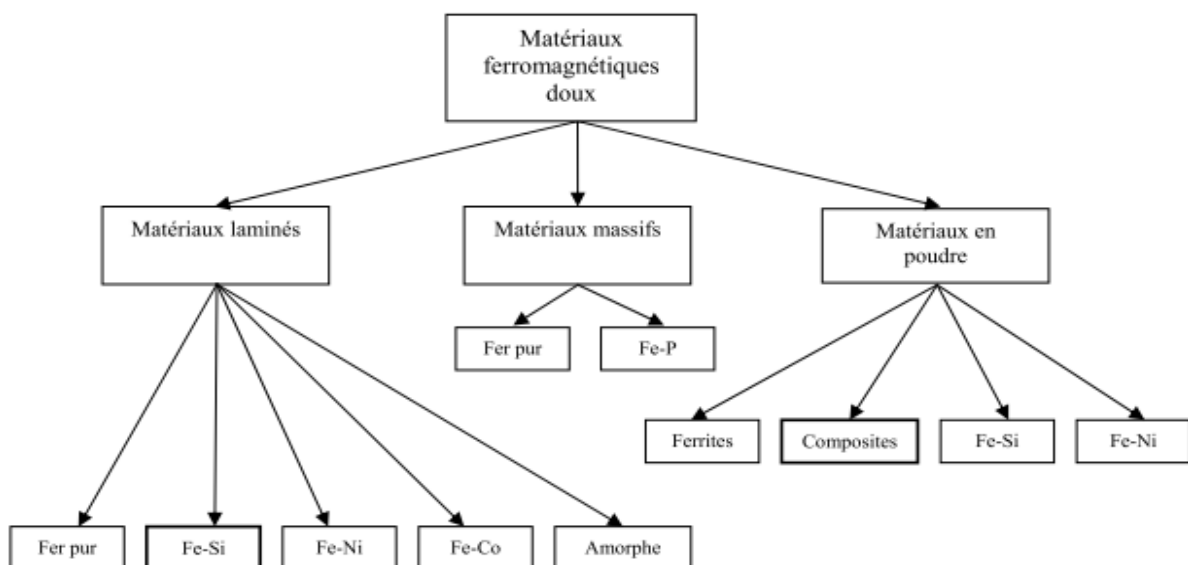 Matériaux
ferromagnétiques
doux
Matériaux laminés
Matériaux massifs
Matériaux en
poudre
Fer pur
Fe-P
Ferrites
Composites
Fe-Si
Fe-Ni
Fer pur
Fe-Si
Fe-Ni
Fe-Co
Amorphe